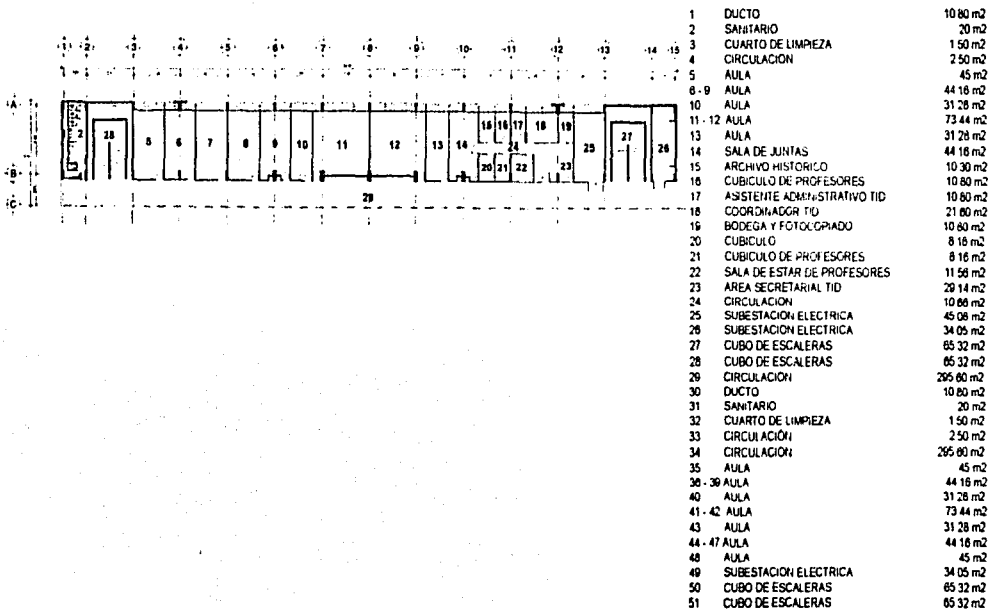 1 2 3 4 5 6 7 8 9 10 11 12 13 14 15
A
B
C
2 28 5 6 7 8 9 10 11 12 13 14 15 16 17 18 19 25 27 26
24
20 21 22 23
29
1 DUCTO 10 80 m2
2 SANITARIO 20 m2
3 CUARTO DE LIMPIEZA 1 50 m2
4 CIRCULACION 2 50 m2
5 AULA 45 m2
6 - 9 AULA 44 16 m2
10 AULA 31 28 m2
11 - 12 AULA 73 44 m2
13 AULA 31 28 m2
14 SALA DE JUNTAS 44 16 m2
15 ARCHIVO HISTORICO 10 30 m2
16 CUBICULO DE PROFESORES 10 80 m2
17 ASISTENTE ADMINISTRATIVO TID 10 80 m2
18 COORDINADOR TID 21 60 m2
19 BODEGA Y FOTOCOPIADO 10 60 m2
20 CUBICULO 8 16 m2
21 CUBICULO DE PROFESORES 8 16 m2
22 SALA DE ESTAR DE PROFESORES 11 56 m2
23 AREA SECRETARIAL TID 29 14 m2
24 CIRCULACION 10 66 m2
25 SUBESTACION ELECTRICA 45 08 m2
26 SUBESTACION ELECTRICA 34 05 m2
27 CUBO DE ESCALERAS 65 32 m2
28 CUBO DE ESCALERAS 65 32 m2
29 CIRCULACION 295 60 m2
30 DUCTO 10 80 m2
31 SANITARIO 20 m2
32 CUARTO DE LIMPIEZA 1 50 m2
33 CIRCULACIÓN 2 50 m2
34 CIRCULACION 295 60 m2
35 AULA 45 m2
36 - 39 AULA 44 16 m2
40 AULA 31 28 m2
41 - 42 AULA 73 44 m2
43 AULA 31 28 m2
44 - 47 AULA 44 16 m2
48 AULA 45 m2
49 SUBESTACION ELECTRICA 34 05 m2
50 CUBO DE ESCALERAS 65 32 m2
51 CUBO DE ESCALERAS 65 32 m2